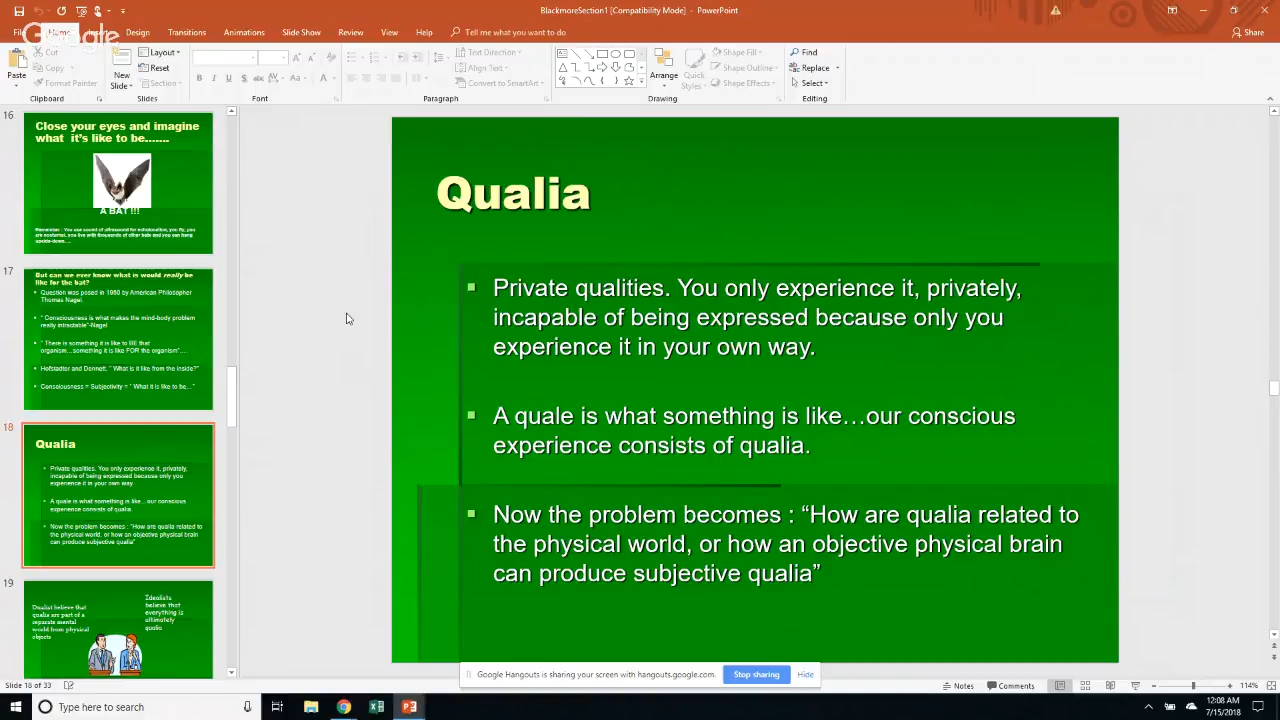 BlackmoreSection1 [Compatibility Mode] - PowerPoint
Google
Design Transitions Animations Slide Show Review View Help Tell me what you want to do Share
Cut
Copy
Format Painter
Clipboard
New
Slide
Layout
Reset
Section
Slides
Font
Text Direction
Align Text
Convert to SmartArt
Paragraph
Arrange
Quick
Styles
Shape Fill
Shape Outline
Shape Effects
Drawing
Find
Replace
Select
Editing
16
Close your eyes and imagine
what it's like to be.......
A BAT !!!
Remember : You use sound of ultrasound for echolocation, you fly, you
are nocturnal, you live with thousands of other bats and you can hang
upside-down....
17
But can we ever know what is would really be
like for the bat?
Question was posed in 1950 by American Philosopher
Thomas Nagel.
" Consciousness is what makes the mind-body problem
really intractable"-Nagel
" There is something it is like to BE that
organism...something it is like FOR the organism"....
Hofstadter and Dennett, " What is it like from the inside?"
Consciousness = Subjectivity = " What it is like to be..."
18
Qualia
Private qualities. You only experience it, privately,
incapable of being expressed because only you
experience it in your own way.
A quale is what something is like…our conscious
experience consists of qualia.
Now the problem becomes : "How are qualia related to
the physical world, or how an objective physical brain
can produce subjective qualia"
19
Dualist believe that
qualia are part of a
separate mental
world from physical
objects
Idealists
believe that
everything is
ultimately
qualia
Qualia
Private qualities. You only experience it, privately,
incapable of being expressed because only you
experience it in your own way.
A quale is what something is like…our conscious
experience consists of qualia.
Now the problem becomes : “How are qualia related to
the physical world, or how an objective physical brain
can produce subjective qualia”
Google Hangouts is sharing your screen with hangouts.google.com.
Stop sharing
Hide
Slide 18 of 33
Notes
Comments
114%
Type here to search
12:08 AM
7/15/2018